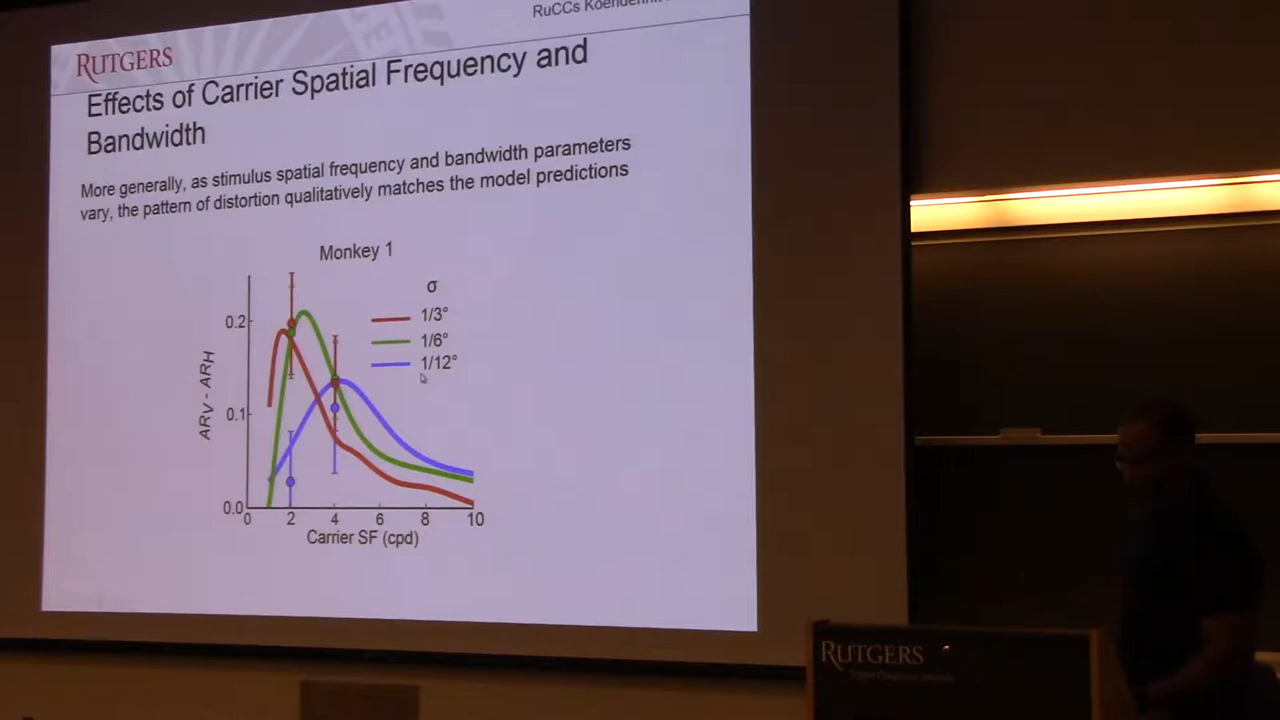 RuCCs
RUTGERS
Effects of Carrier Spatial Frequency and
Bandwidth
More generally, as stimulus spatial frequency and bandwidth parameters
vary, the pattern of distortion qualitatively matches the model predictions
Monkey 1
σ
1/3°
1/6°
1/12°
0.2
0.1
0.0
ARV - ARH
0 2 4 6 8 10
Carrier SF (cpd)
RUTGERS